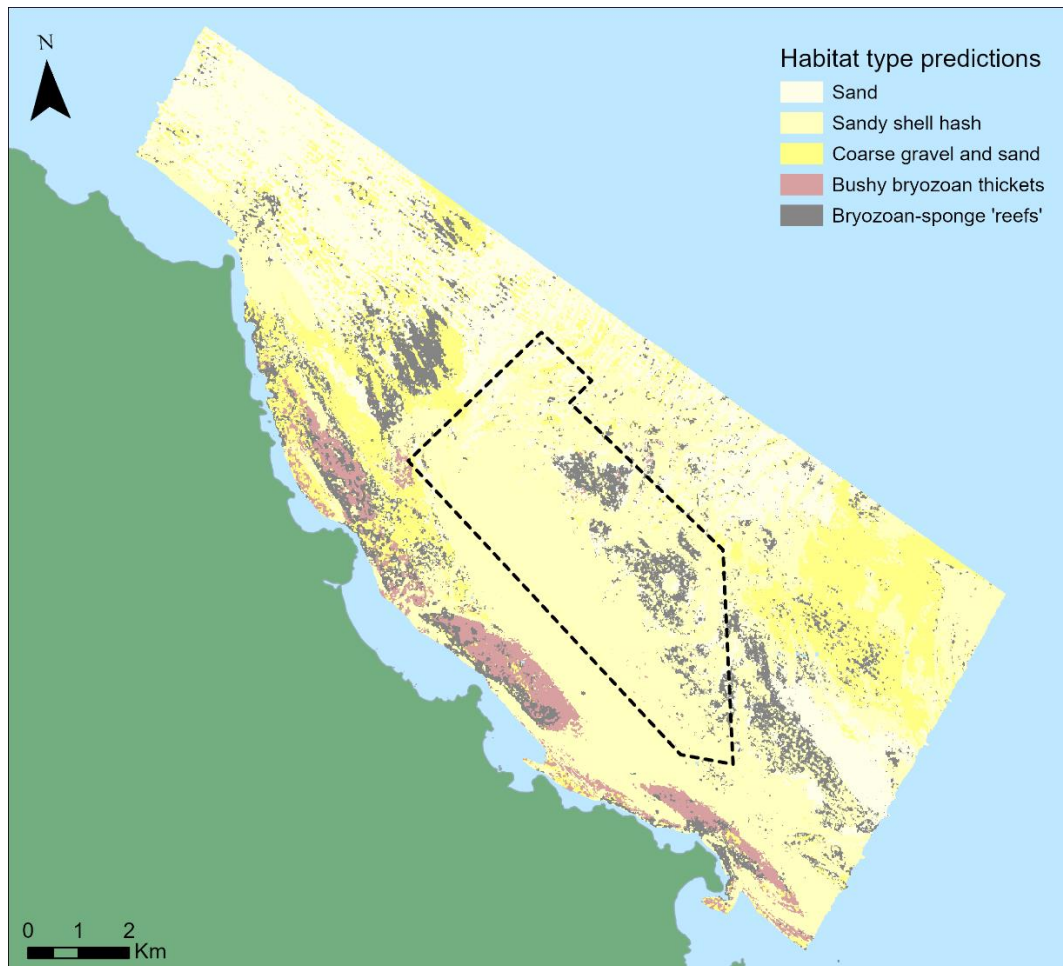 N
Habitat type predictions
Sand
Sandy shell hash
Coarse gravel and sand
Bushy bryozoan thickets
Bryozoan-sponge 'reefs'
0 1 2
Km